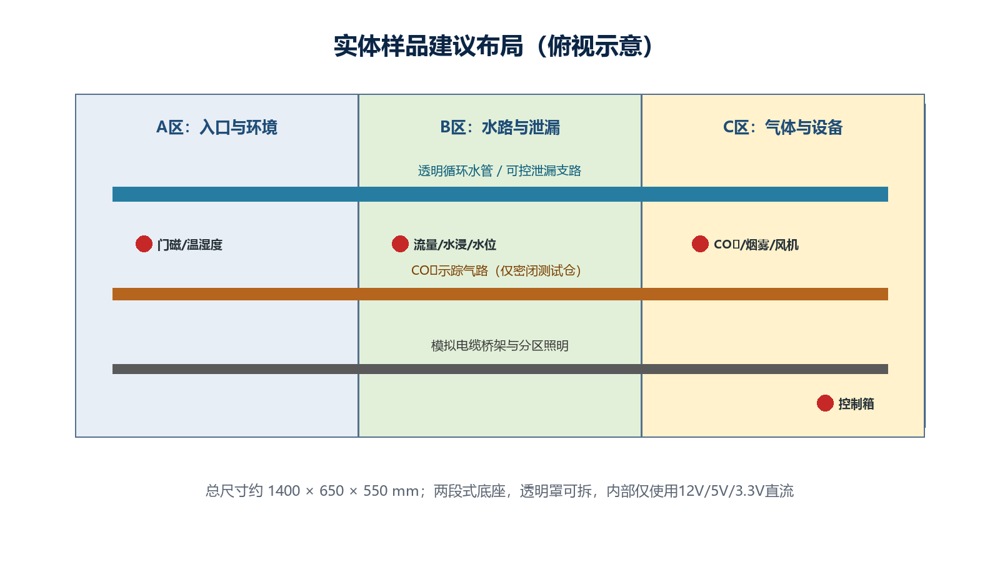 实体样品建议布局（俯视示意）
A区：入口与环境
B区：水路与泄漏
C区：气体与设备
透明循环水管 / 可控泄漏支路
门磁/温湿度
流量/水浸/水位
CO▯/烟雾/风机
CO▯示踪气路（仅密闭测试仓）
模拟电缆桥架与分区照明
控制箱
总尺寸约 1400 × 650 × 550 mm；两段式底座，透明罩可拆，内部仅使用12V/5V/3.3V直流